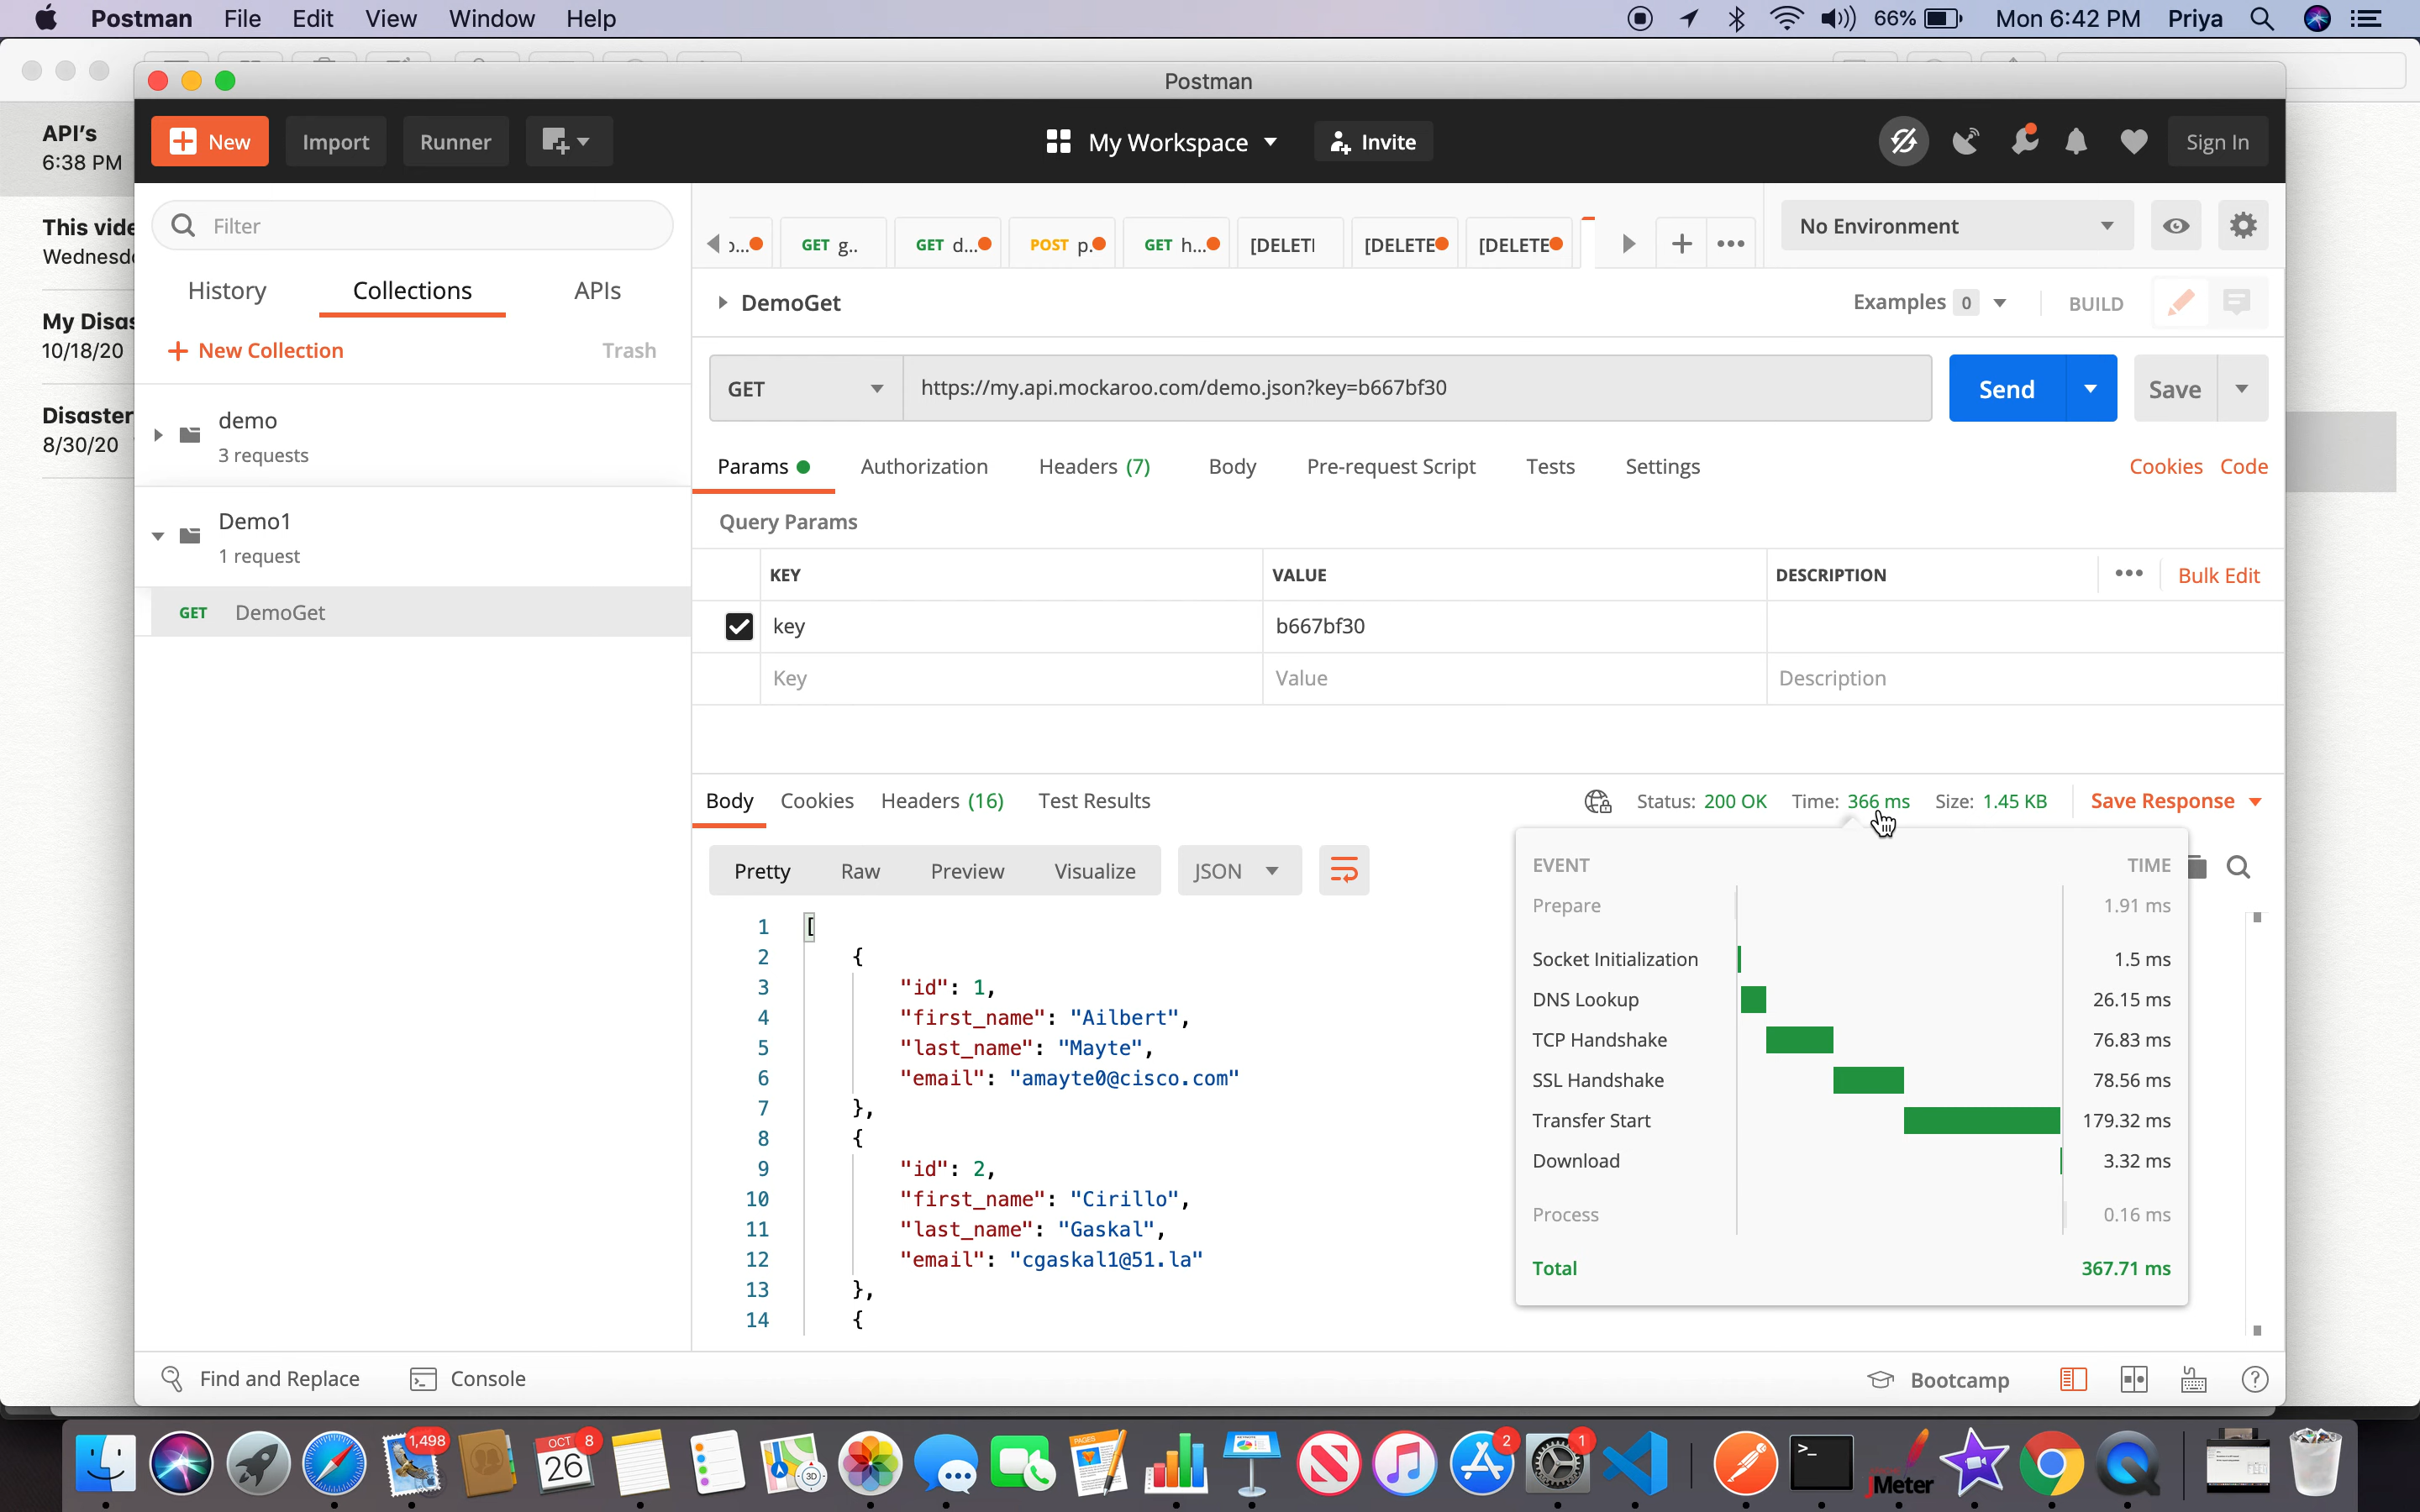 Postman File Edit View Window Help
66% Mon 6:42 PM Priya
Postman
API's
6:38 PM
This vide
Wednesd
My Disas
10/18/20
Disaster
8/30/20
New Import Runner
My Workspace Invite
Sign In
Filter
History Collections APIs
New Collection Trash
demo
3 requests
Demo1
1 request
GET DemoGet
GET g.. GET d... POST p. GET h... [DELETE [DELETE
No Environment
DemoGet
Examples 0 BUILD
GET https://my.api.mockaroo.com/demo.json?key=b667bf30 Send Save
Params Authorization Headers (7) Body Pre-request Script Tests Settings Cookies Code
Query Params
KEY VALUE DESCRIPTION ••• Bulk Edit
key b667bf30
Key Value Description
Body Cookies Headers (16) Test Results Status: 200 OK Time: 366 ms Size: 1.45 KB Save Response
Pretty Raw Preview Visualize JSON
1 [
2 {
3 "id": 1,
4 "first_name": "Ailbert",
5 "last_name": "Mayte",
6 "email": "amayte0@cisco.com"
7 },
8 {
9 "id": 2,
10 "first_name": "Cirillo",
11 "last_name": "Gaskal",
12 "email": "cgaskal1@51.la"
13 },
14 {
EVENT TIME
Prepare 1.91 ms
Socket Initialization 1.5 ms
DNS Lookup 26.15 ms
TCP Handshake 76.83 ms
SSL Handshake 78.56 ms
Transfer Start 179.32 ms
Download 3.32 ms
Process 0.16 ms
Total 367.71 ms
Find and Replace Console
Bootcamp
1,498
OCT
26
8
3D
PAGES
2
1
>_
JMeter